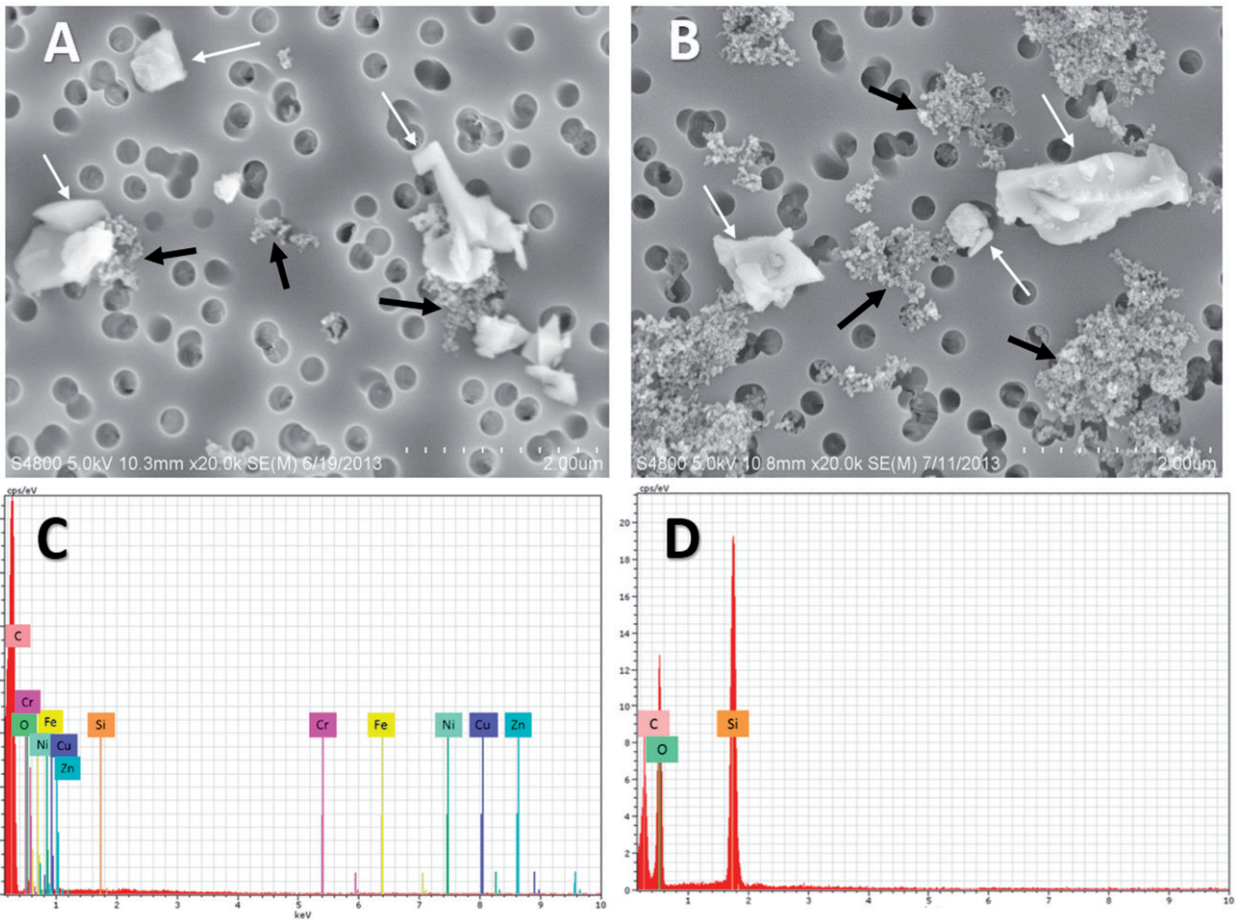 A
B
S4800 5.0kV 10.3mm x20.0k SE(M) 6/19/2013
2.00um
S4800 5.0kV 10.8mm x20.0k SE(M) 7/11/2013
2.00um
cps/eV
C
C
Cr
O
Fe
Ni
Cu
Zn
Si
Cr
Fe
Ni
Cu
Zn
1 2 3 4 5 6 7 8 9 10
keV
cps/eV
D
20
18
16
14
12
10
8
6
4
2
0
C
O
Si
1 2 3 4 5 6 7 8 9 10